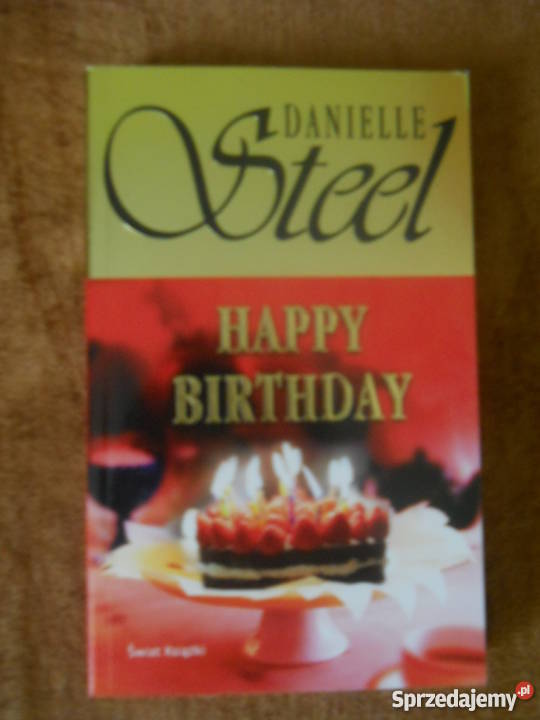 DANIELLE
Steel
HAPPY
BIRTHDAY
Świat Książki
Sprzedajemy.pl